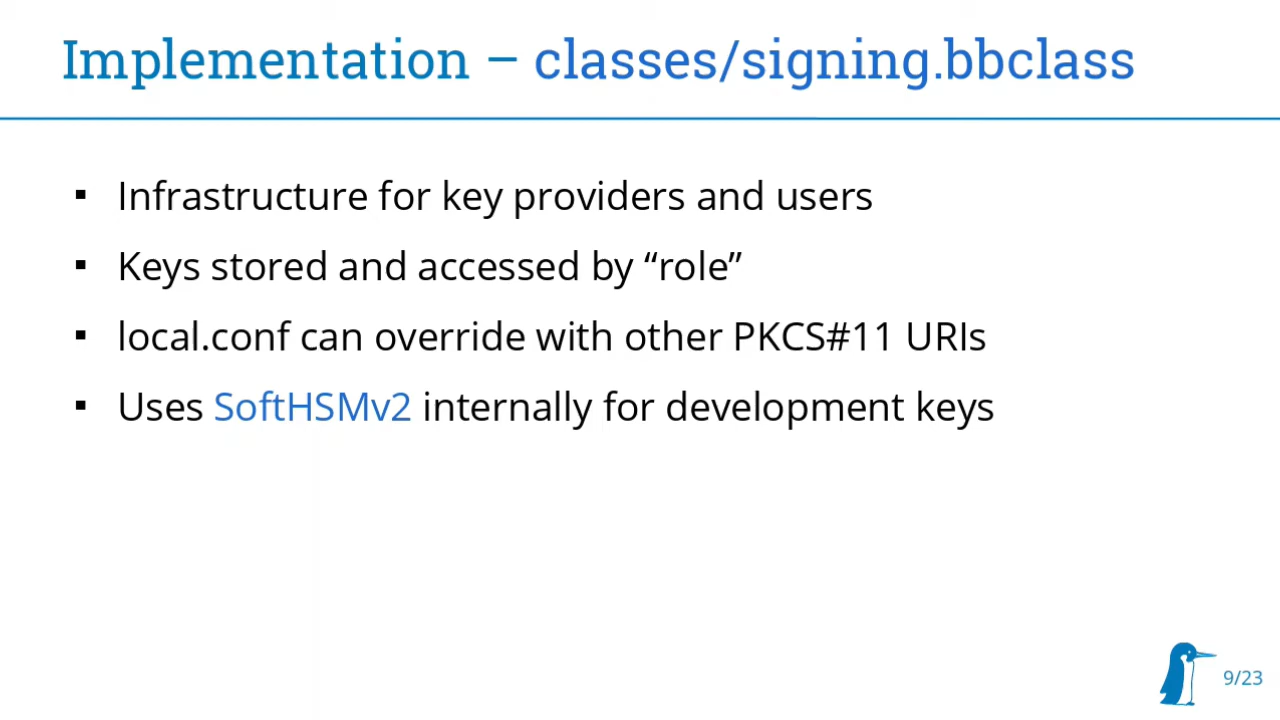 Implementation – classes/signing.bbclass
▪ Infrastructure for key providers and users
▪ Keys stored and accessed by “role”
▪ local.conf can override with other PKCS#11 URIs
▪ Uses SoftHSMv2 internally for development keys
9/23